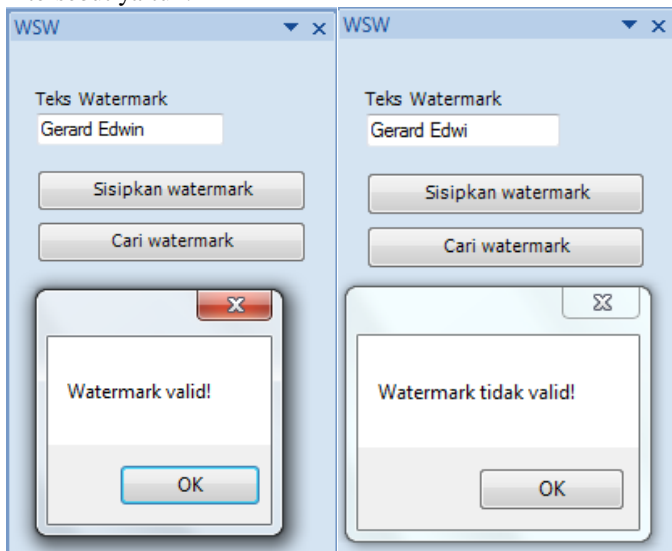 WSW
Teks Watermark
Gerard Edwin
Sisipkan watermark
Cari watermark
Watermark valid!
OK
WSW
Teks Watermark
Gerard Edwi
Sisipkan watermark
Cari watermark
Watermark tidak valid!
OK